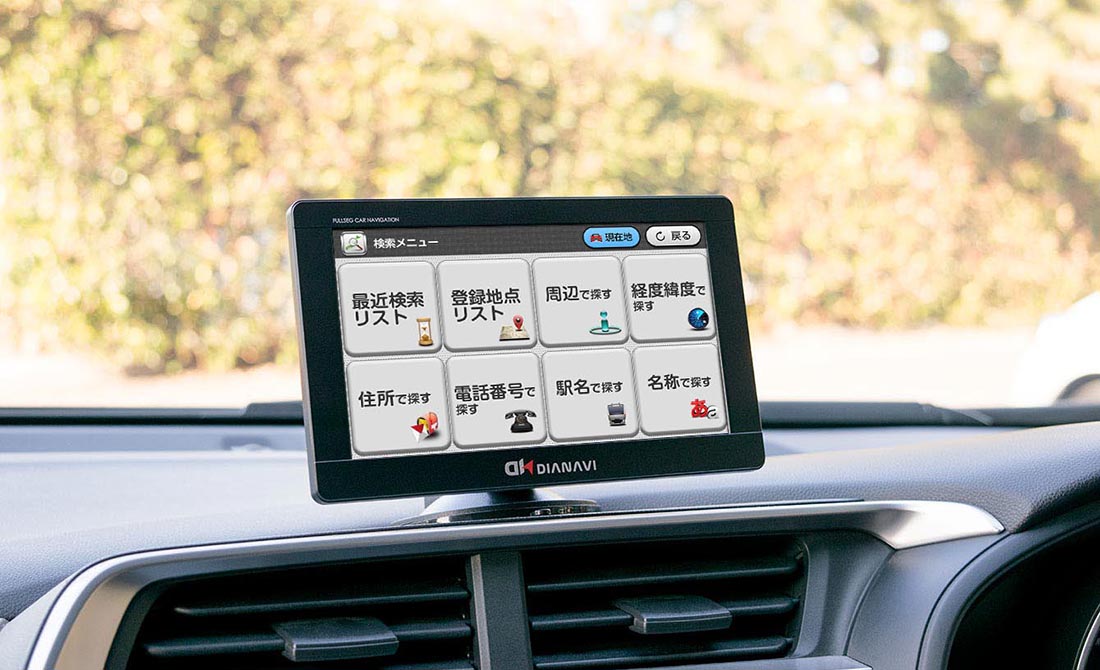 FULLSEG CAR NAVIGATION
検索メニュー
現在地
戻る
最近検索
リスト
登録地点
リスト
周辺で探す
経度緯度で
探す
住所で探す
電話番号で
探す
駅名で探す
名称で探す
あ
DIANAVI